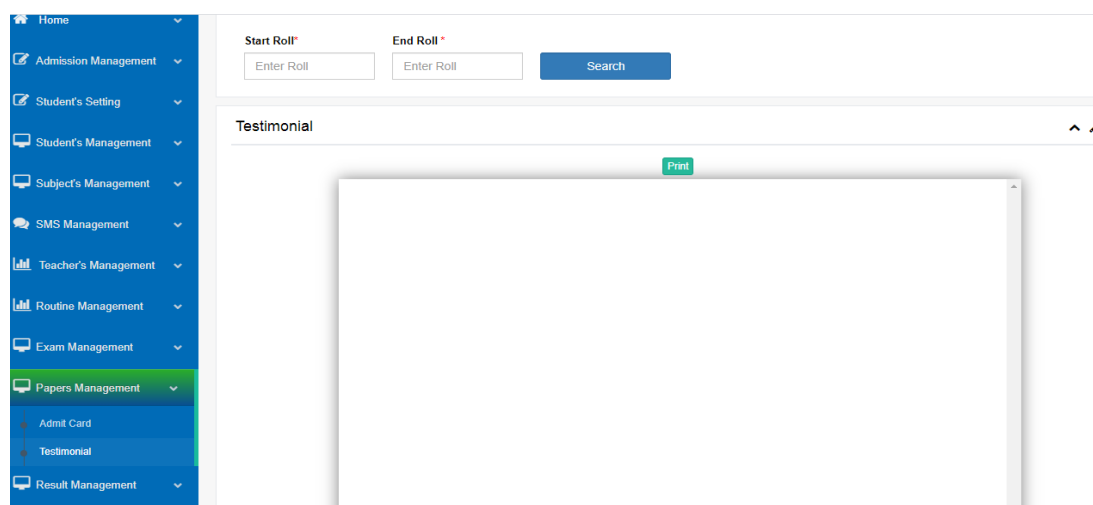 Home
Admission Management
Student's Setting
Student's Management
Subject's Management
SMS Management
Teacher's Management
Routine Management
Exam Management
Papers Management
Admit Card
Testimonial
Result Management
Start Roll* End Roll *
Enter Roll Enter Roll Search
Testimonial
Print